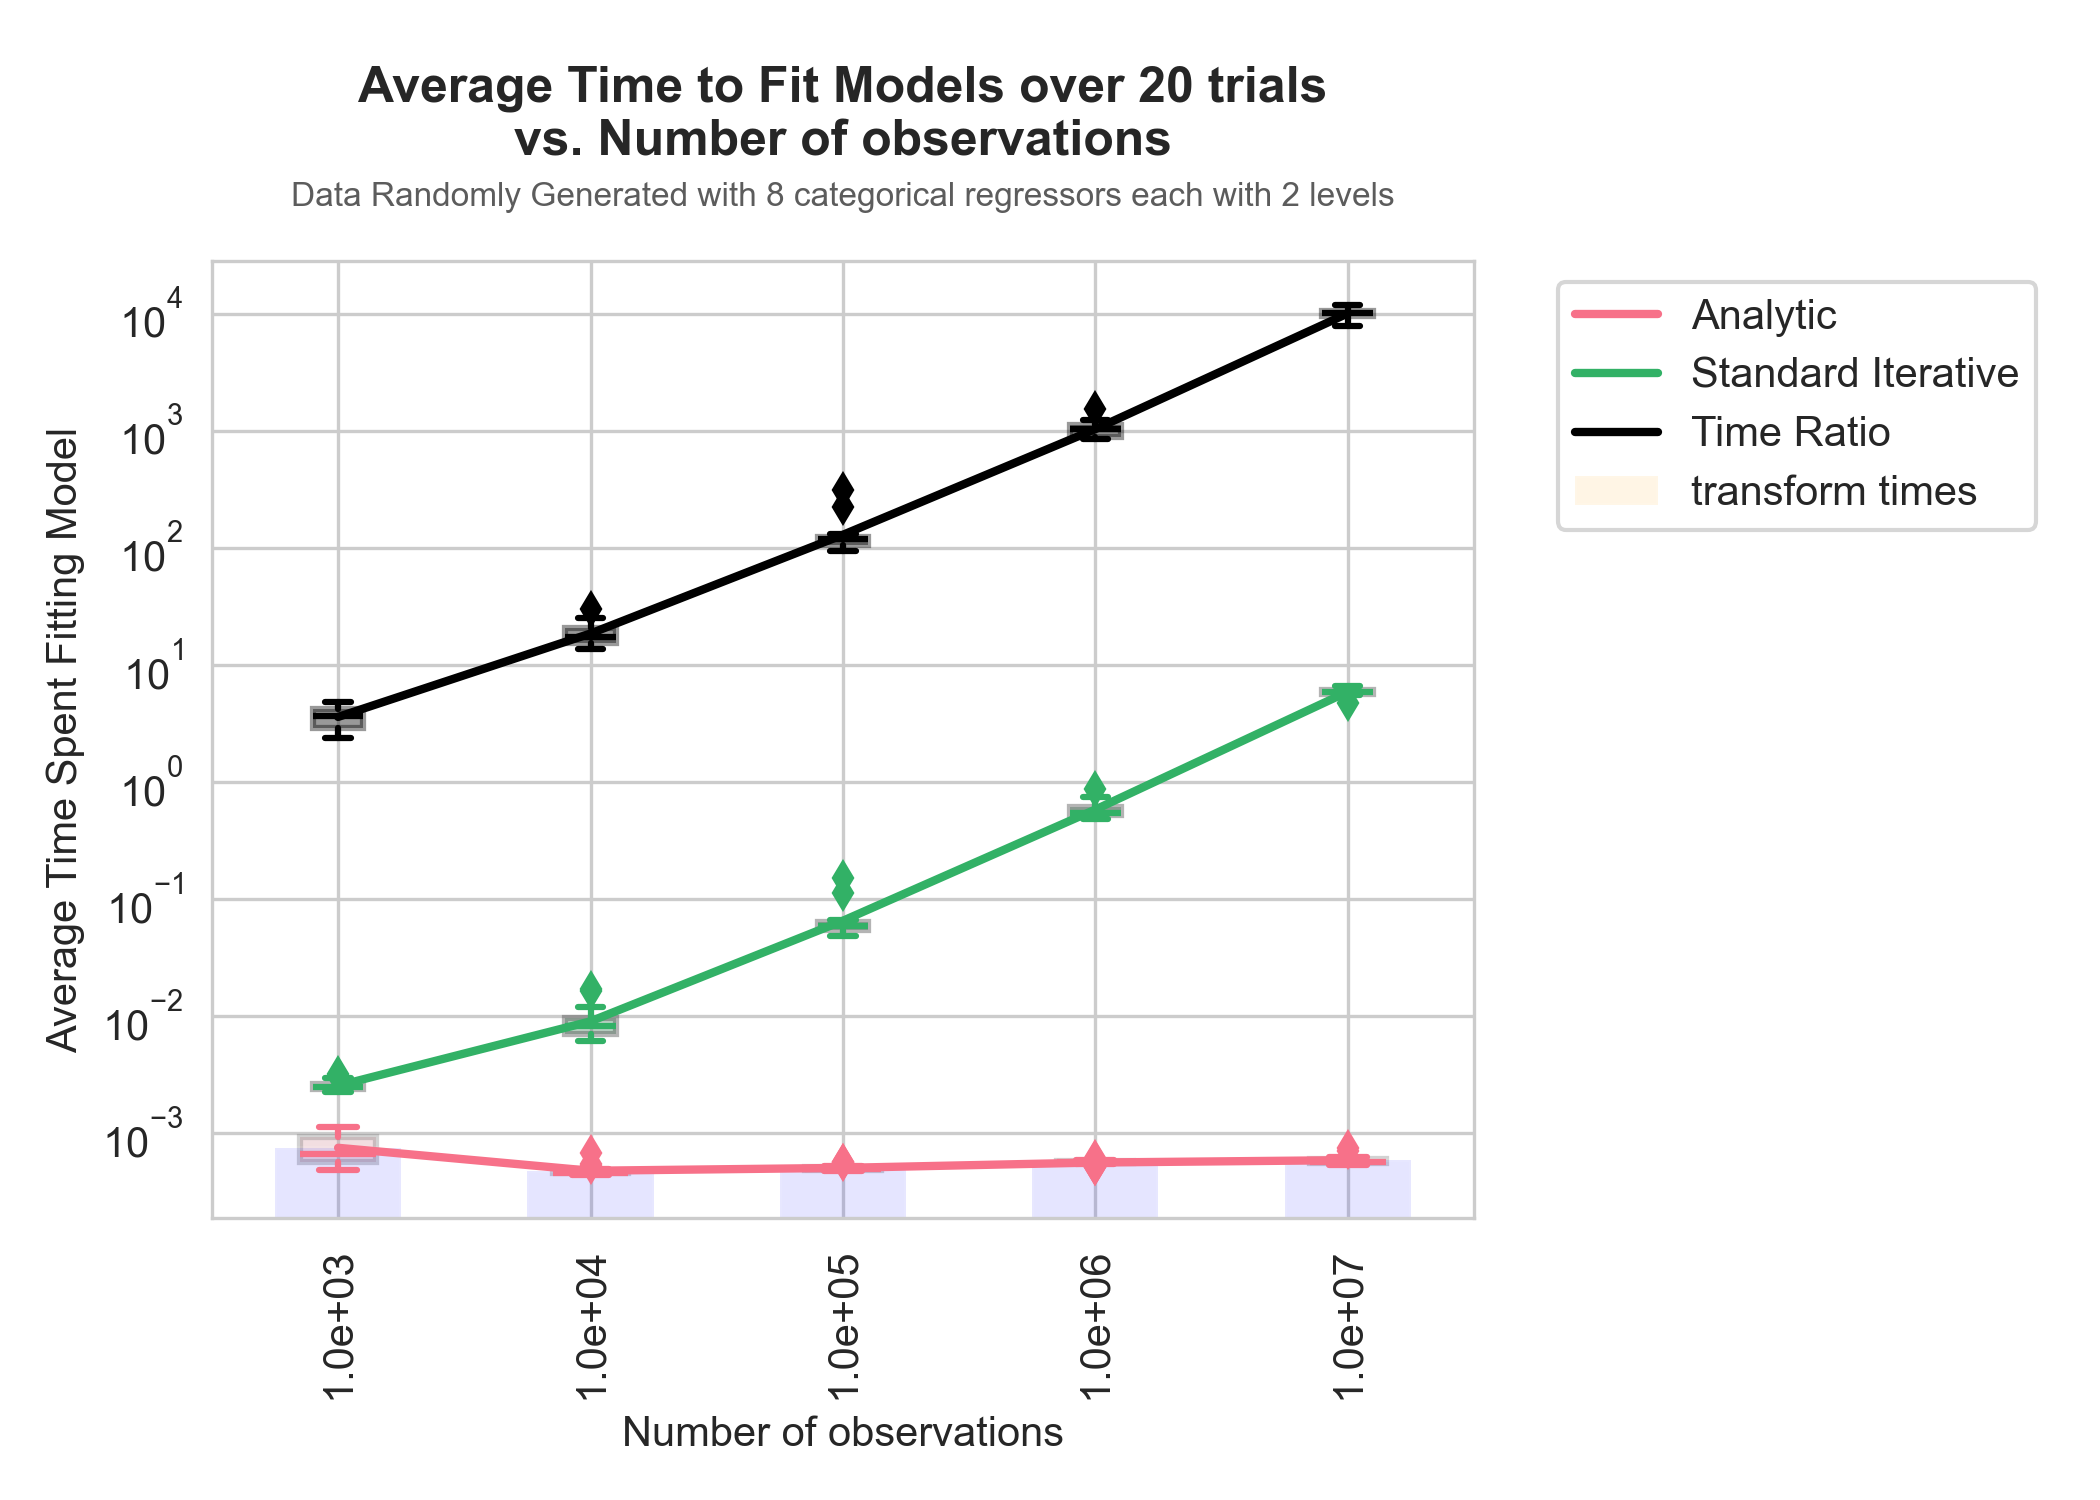 Average Time to Fit Models over 20 trials
vs. Number of observations
Data Randomly Generated with 8 categorical regressors each with 2 levels
Average Time Spent Fitting Model
10^4
10^3
10^2
10^1
10^0
10^−1
10^−2
10^−3
1.0e+03
1.0e+04
1.0e+05
1.0e+06
1.0e+07
Number of observations
Analytic
Standard Iterative
Time Ratio
transform times